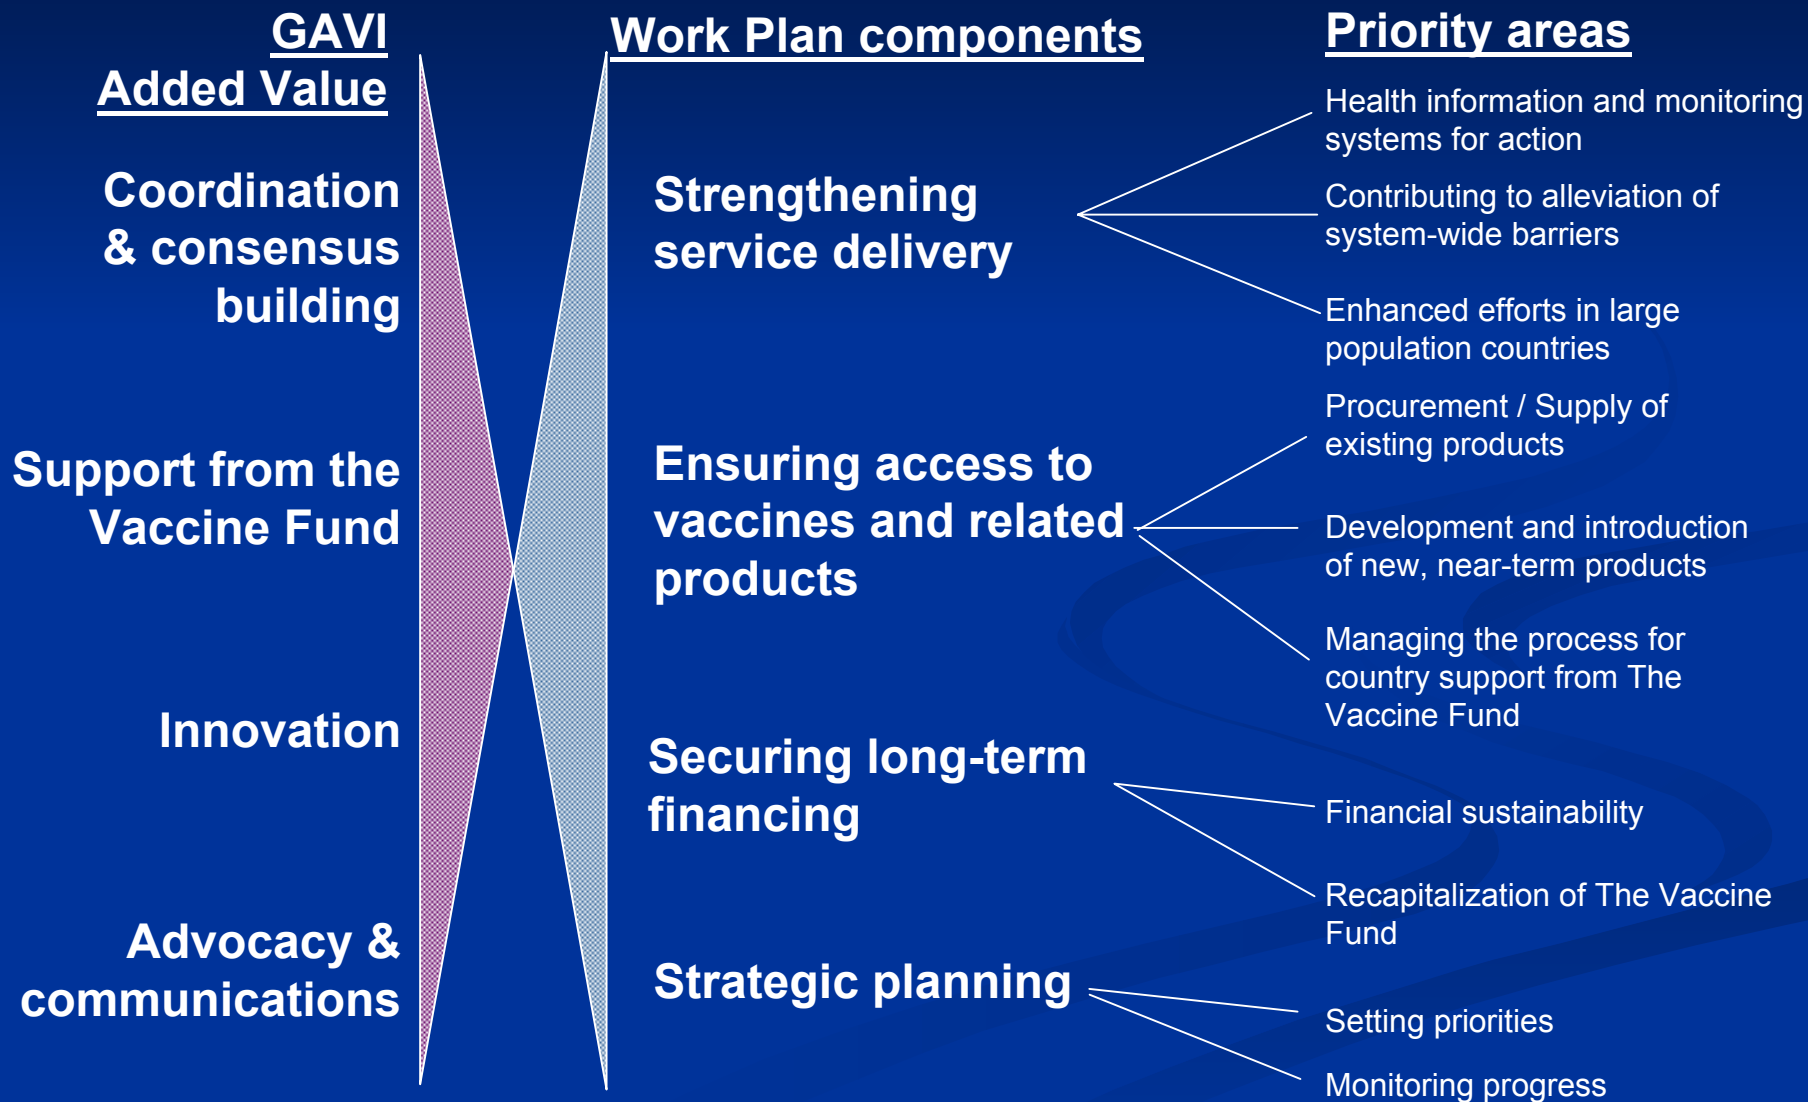 GAVI
Added Value
Coordination
& consensus
building
Support from the
Vaccine Fund
Innovation
Advocacy &
communications
Work Plan components
Strengthening
service delivery
Ensuring access to
vaccines and related
products
Securing long-term
financing
Strategic planning
Priority areas
Health information and monitoring
systems for action
Contributing to alleviation of
system-wide barriers
Enhanced efforts in large
population countries
Procurement / Supply of
existing products
Development and introduction
of new, near-term products
Managing the process for
country support from The
Vaccine Fund
Financial sustainability
Recapitalization of The Vaccine
Fund
Setting priorities
Monitoring progress